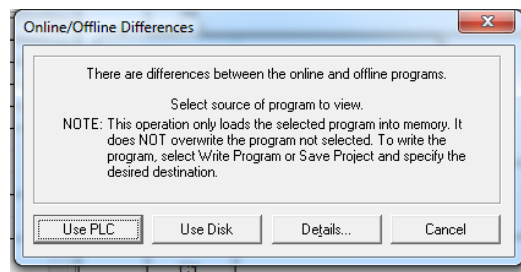 Online/Offline Differences
There are differences between the online and offline programs.
Select source of program to view.
NOTE: This operation only loads the selected program into memory. It
does NOT overwrite the program not selected. To write the
program, select Write Program or Save Project and specify the
desired destination.
Use PLC Use Disk Details... Cancel